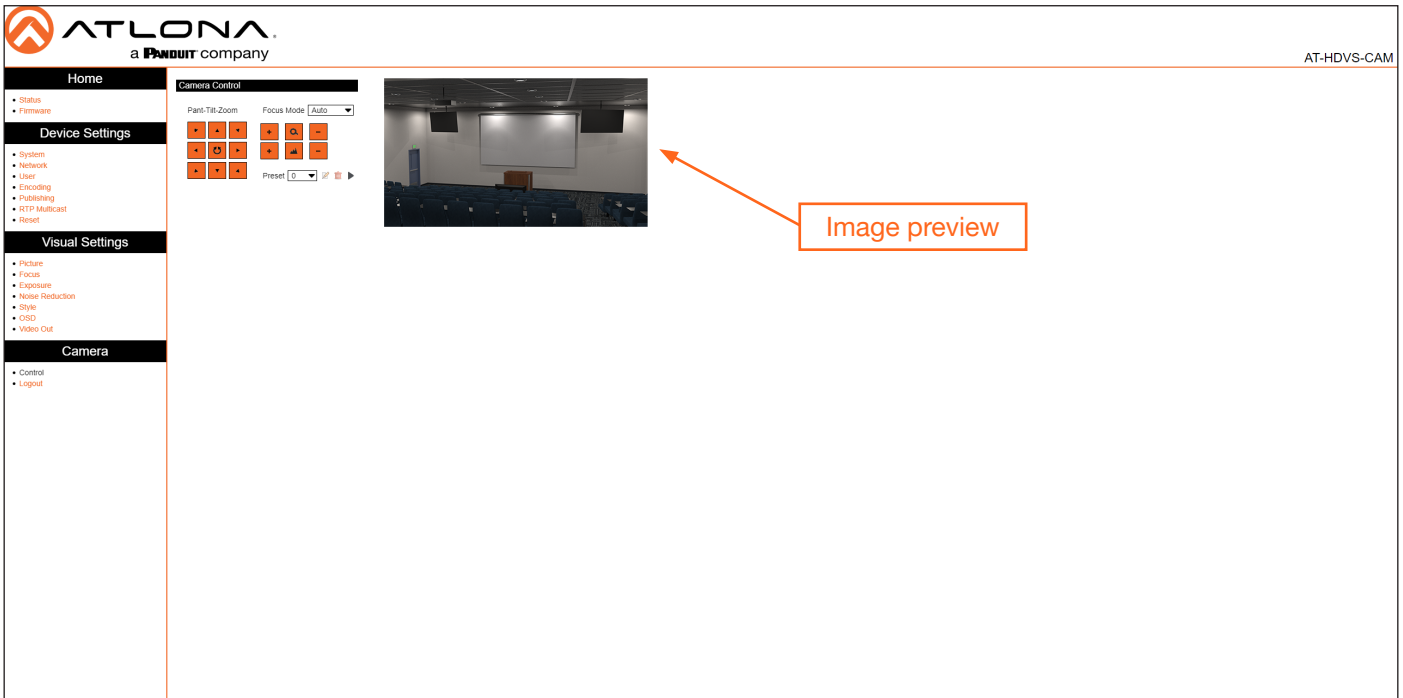 ATLONA.
a PANDUIT company
AT-HDVS-CAM
Home
Status
Firmware
Device Settings
System
Network
User
Encoding
Publishing
RTP Multicast
Reset
Visual Settings
Picture
Focus
Exposure
Noise Reduction
Style
OSD
Video Out
Camera
Control
Logout
Camera Control
Pant-Tilt-Zoom
Focus Mode Auto
+ -
+ -
Preset 0
Image preview